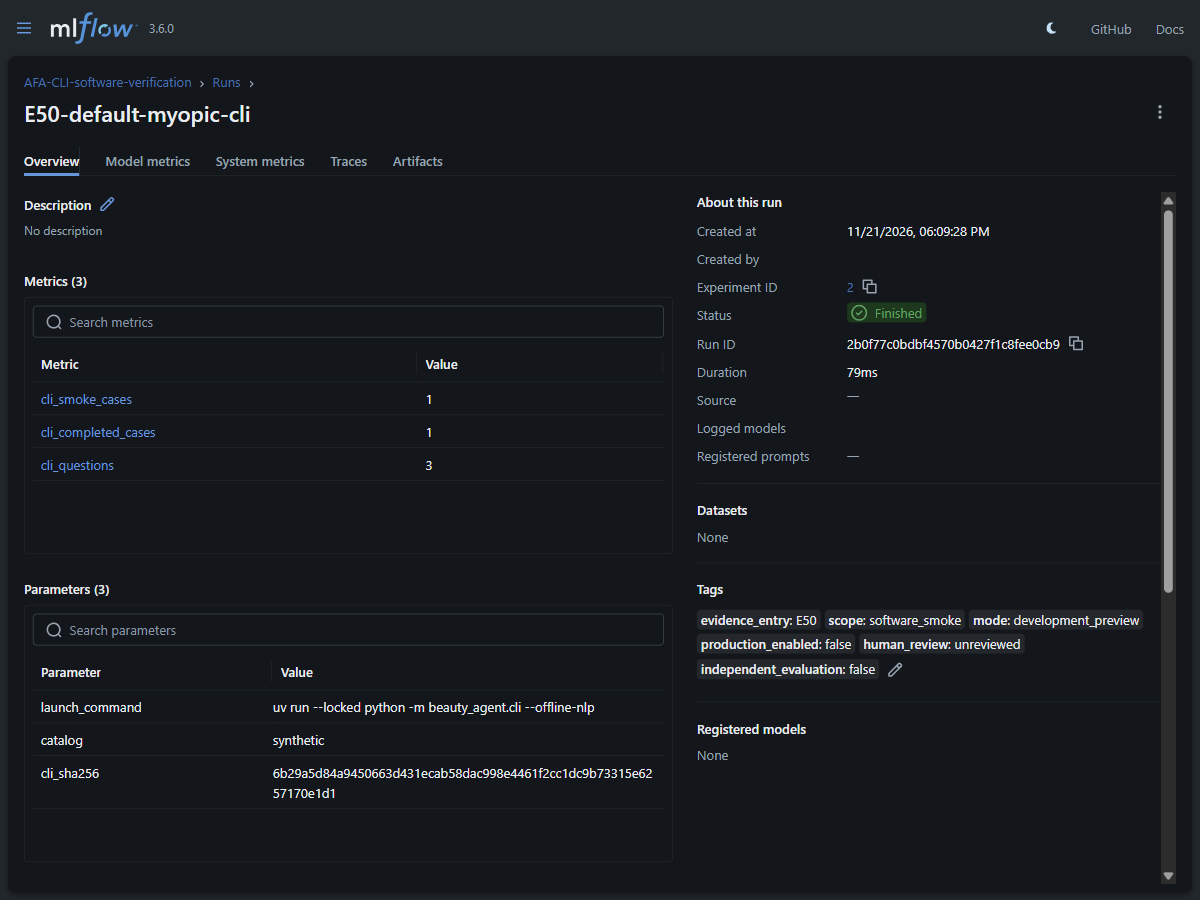 mlflow 3.6.0 GitHub Docs
AFA-CLI-software-verification › Runs ›
E50-default-myopic-cli
Overview Model metrics System metrics Traces Artifacts
Description
No description
Metrics (3)
Search metrics
Metric Value
cli_smoke_cases 1
cli_completed_cases 1
cli_questions 3
Parameters (3)
Search parameters
Parameter Value
launch_command uv run --locked python -m beauty_agent.cli --offline-nlp
catalog synthetic
cli_sha256 6b29a5d84a9450663d431ecab58dac998e4461f2cc1dc9b73315e62
57170e1d1
About this run
Created at 11/21/2026, 06:09:28 PM
Created by
Experiment ID 2
Status Finished
Run ID 2b0f77c0bdbf4570b0427f1c8fee0cb9
Duration 79ms
Source —
Logged models
Registered prompts —
Datasets
None
Tags
evidence_entry: E50 scope: software_smoke mode: development_preview
production_enabled: false human_review: unreviewed
independent_evaluation: false
Registered models
None